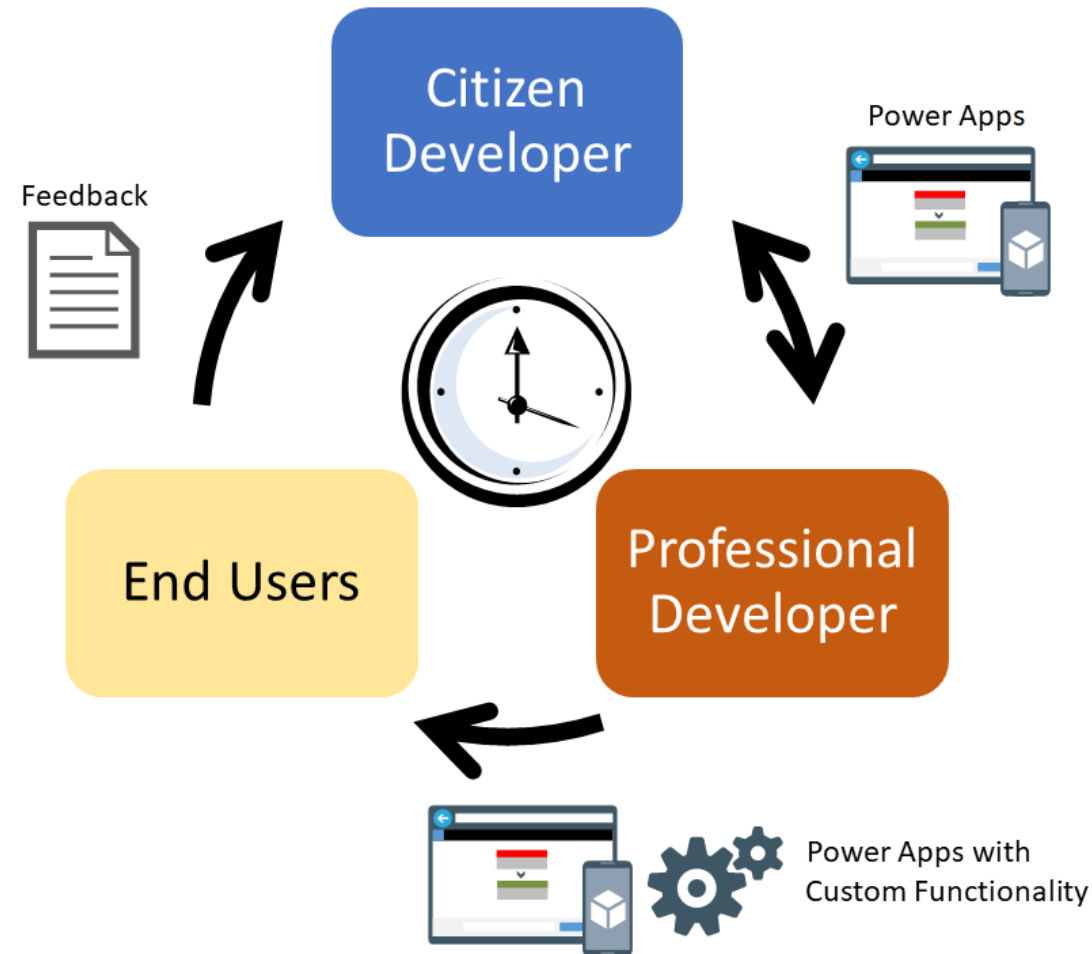 Citizen
Developer
Power Apps
Feedback
End Users
Professional
Developer
Power Apps with
Custom Functionality